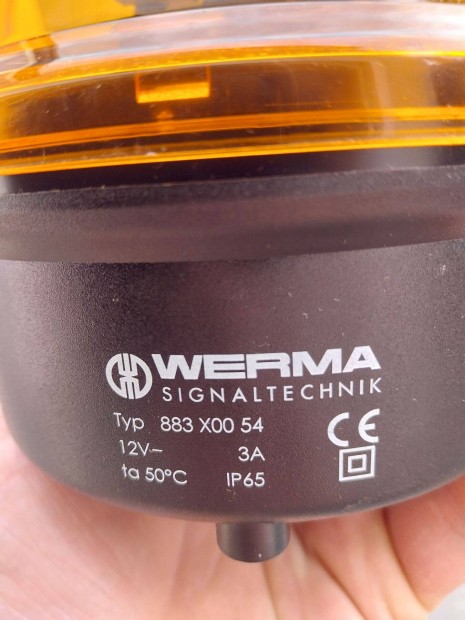 WERMA
SIGNALTECHNIK
Typ 883 X00 54
12V~ 3A
ta 50°C IP65
CE